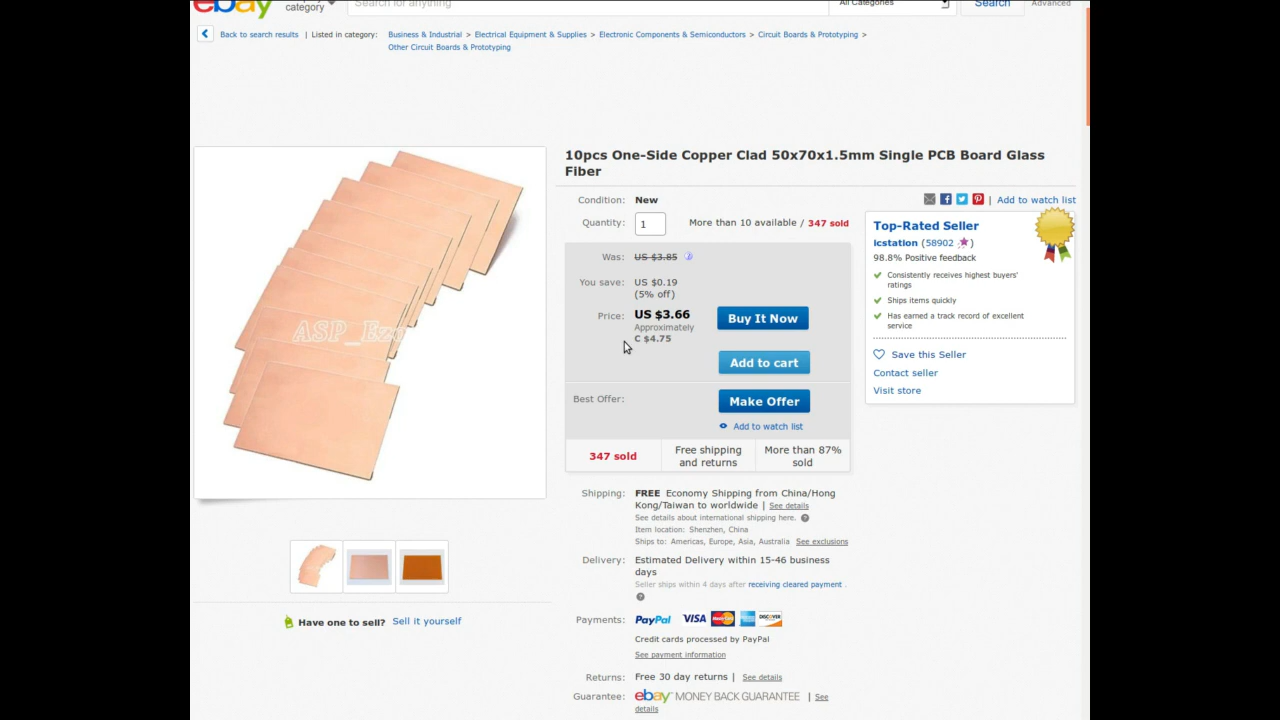 ebay
category
Search for anything
All Categories
Search
Advanced
Back to search results | Listed in category: Business & Industrial > Electrical Equipment & Supplies > Electronic Components & Semiconductors > Circuit Boards & Prototyping >
Other Circuit Boards & Prototyping
10pcs One-Side Copper Clad 50x70x1.5mm Single PCB Board Glass
Fiber
Condition: New
Quantity: 1 More than 10 available / 347 sold
Was: US $3.85
You save: US $0.19
(5% off)
Price: US $3.66
Approximately
C $4.75
Buy It Now
Add to cart
Best Offer:
Make Offer
Add to watch list
347 sold
Free shipping
and returns
More than 87%
sold
Shipping: FREE Economy Shipping from China/Hong
Kong/Taiwan to worldwide | See details
See details about international shipping here.
Item location: Shenzhen, China
Ships to: Americas, Europe, Asia, Australia See exclusions
Delivery: Estimated Delivery within 15-46 business
days
Seller ships within 4 days after receiving cleared payment .
Payments: PayPal VISA MasterCard DISCOVER
Credit cards processed by PayPal
See payment information
Returns: Free 30 day returns | See details
Guarantee: ebay MONEY BACK GUARANTEE | See
details
| Add to watch list
Top-Rated Seller
icstation (58902 )
98.8% Positive feedback
Consistently receives highest buyers'
ratings
Ships items quickly
Has earned a track record of excellent
service
Save this Seller
Contact seller
Visit store
Have one to sell? Sell it yourself